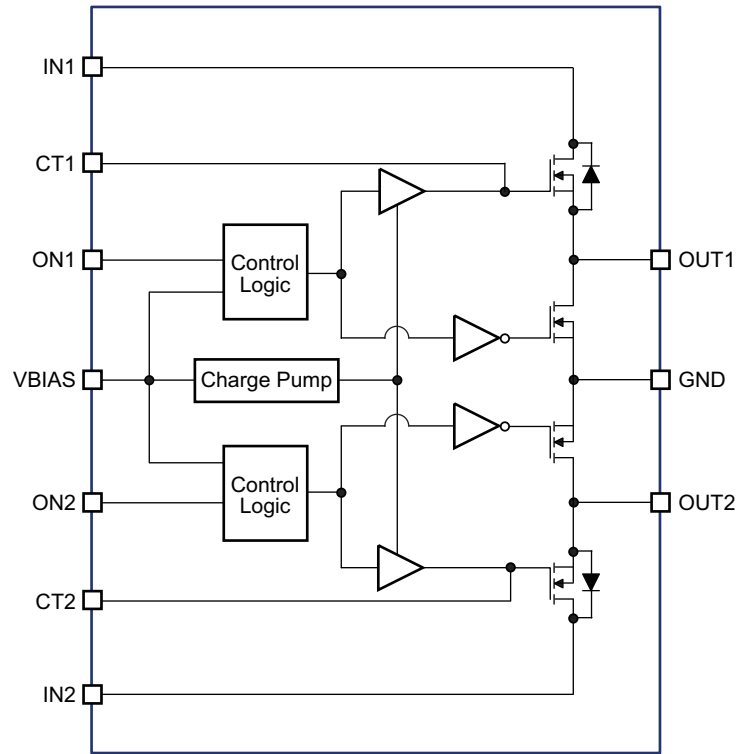 IN1
CT1
ON1
Control
Logic
OUT1
VBIAS
Charge Pump
GND
Control
Logic
ON2
OUT2
CT2
IN2